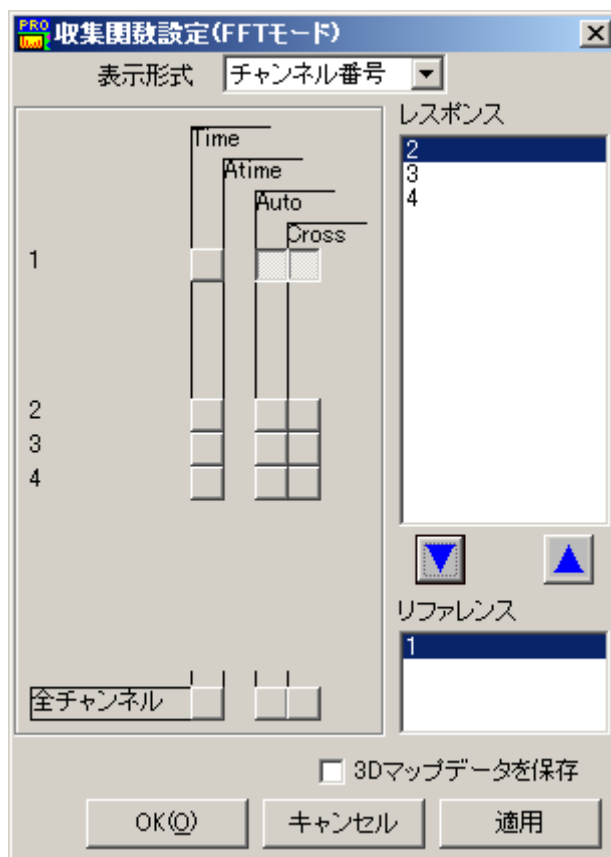 PRO
収集関数設定(FFTモード)
表示形式 チャンネル番号
Time
Atime
Auto
Cross
1
2
3
4
全チャンネル
レスポンス
2
3
4
リファレンス
1
3Dマップデータを保存
OK(O) キャンセル 適用